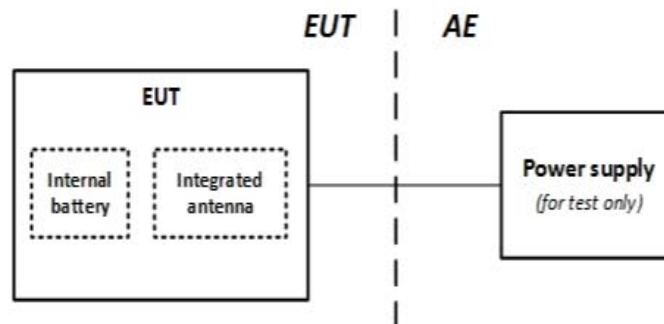 EUT AE
EUT
Internal
battery
Integrated
antenna
Power supply
(for test only)